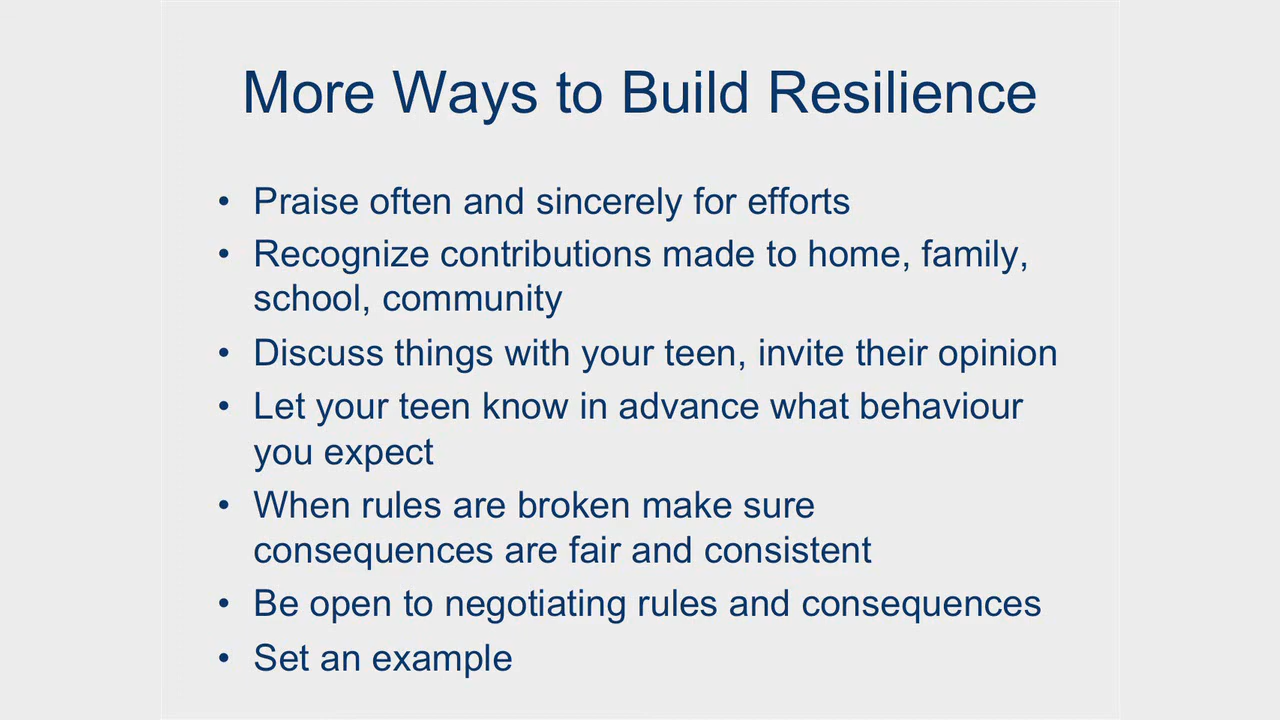 More Ways to Build Resilience
• Praise often and sincerely for efforts
• Recognize contributions made to home, family,
school, community
• Discuss things with your teen, invite their opinion
• Let your teen know in advance what behaviour
you expect
• When rules are broken make sure
consequences are fair and consistent
• Be open to negotiating rules and consequences
• Set an example